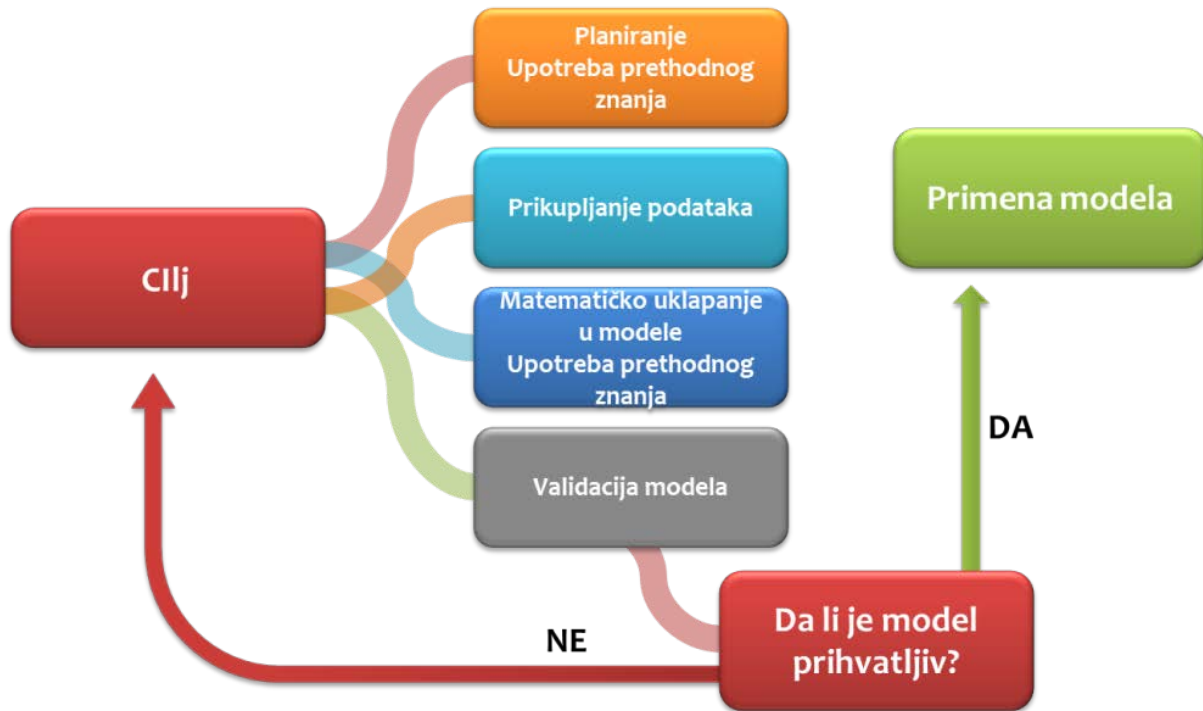 Planiranje
Upotreba prethodnog
znanja
Prikupljanje podataka
Primena modela
CIlj
Matematičko uklapanje
u modele
Upotreba prethodnog
znanja
DA
Validacija modela
NE
Da li je model
prihvatljiv?